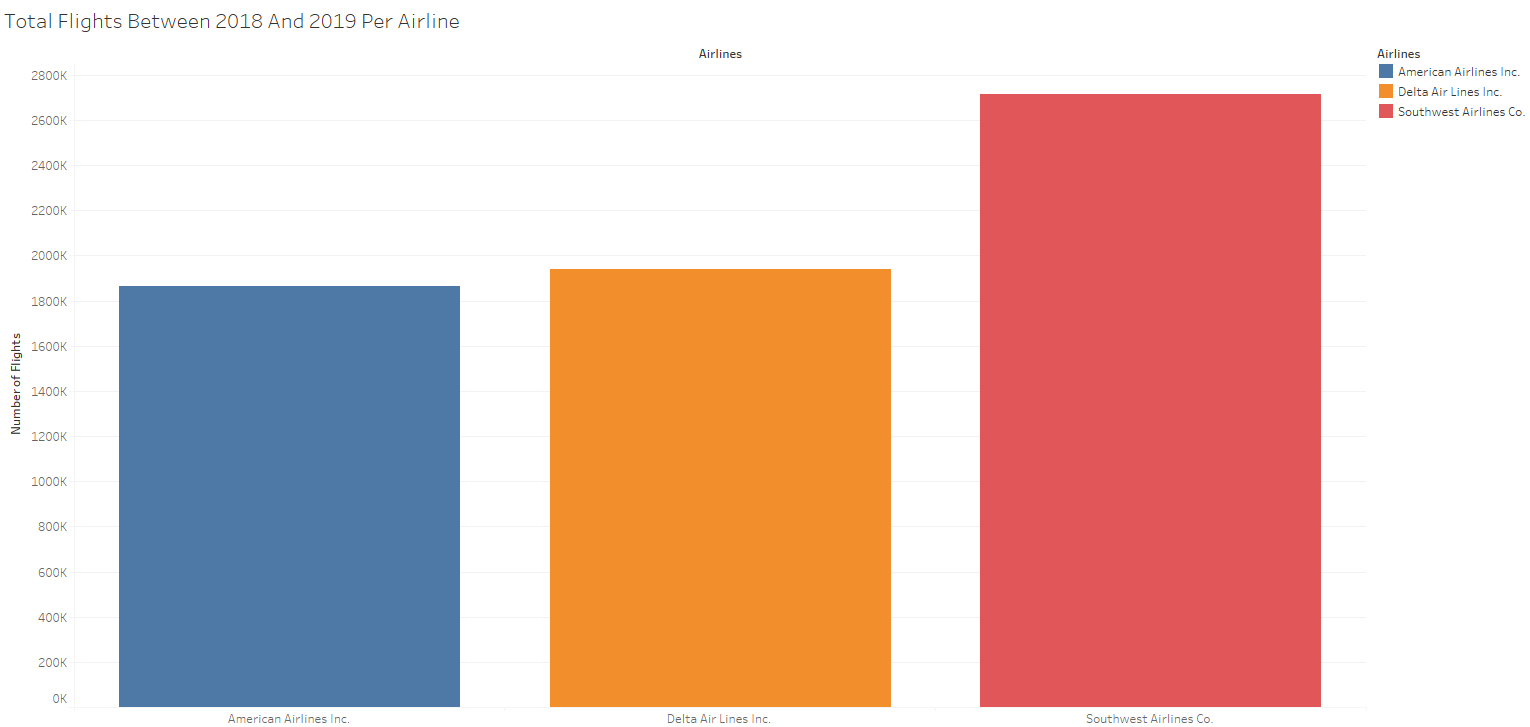 Total Flights Between 2018 And 2019 Per Airline
Airlines
2800K
2600K
2400K
2200K
2000K
1800K
1600K
1400K
1200K
1000K
800K
600K
400K
200K
0K
Number of Flights
American Airlines Inc.
Delta Air Lines Inc.
Southwest Airlines Co.
Airlines
American Airlines Inc.
Delta Air Lines Inc.
Southwest Airlines Co.